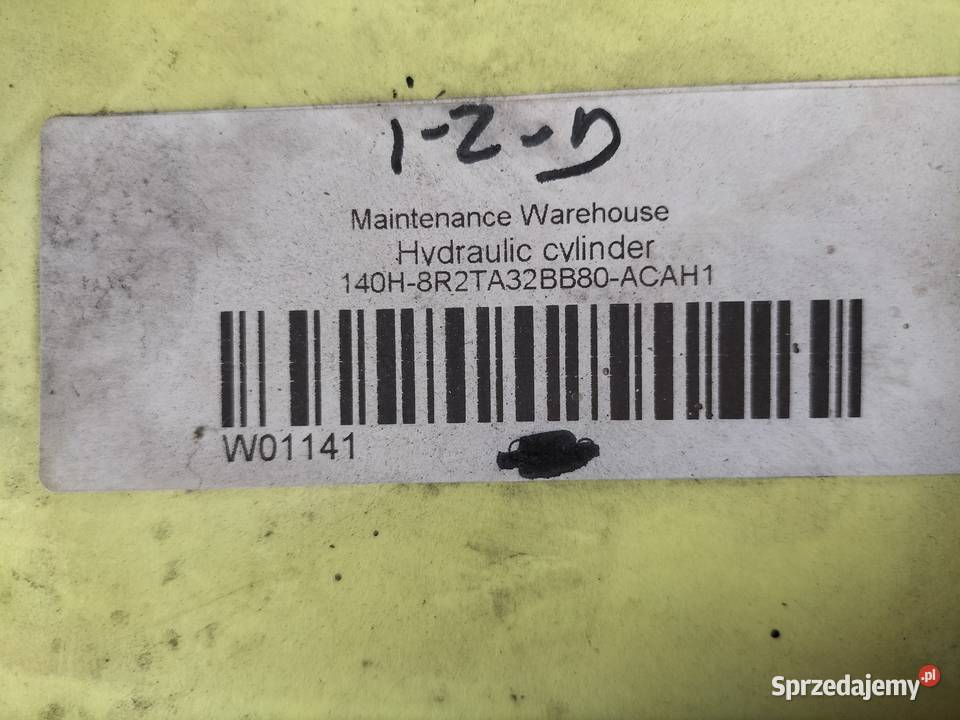 1-2-D
Maintenance Warehouse
Hydraulic cylinder
140H-8R2TA32BB80-ACAH1
W01141
Sprzedajemy.pl